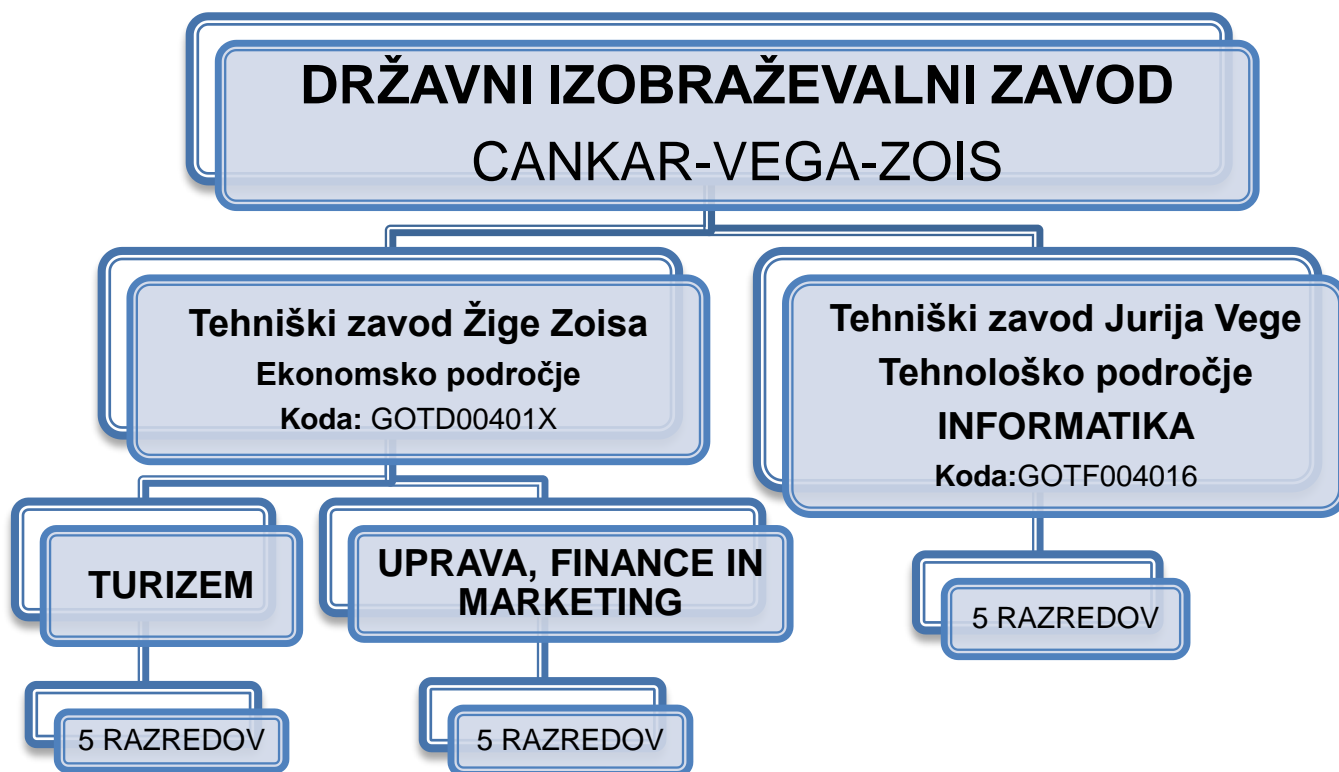 DRŽAVNI IZOBRAŽEVALNI ZAVOD
CANKAR-VEGA-ZOIS
Tehniški zavod Žige Zoisa
Ekonomsko področje
Koda: GOTD00401X
Tehniški zavod Jurija Vege
Tehnološko področje
INFORMATIKA
Koda:GOTF004016
TURIZEM
UPRAVA, FINANCE IN
MARKETING
5 RAZREDOV
5 RAZREDOV
5 RAZREDOV